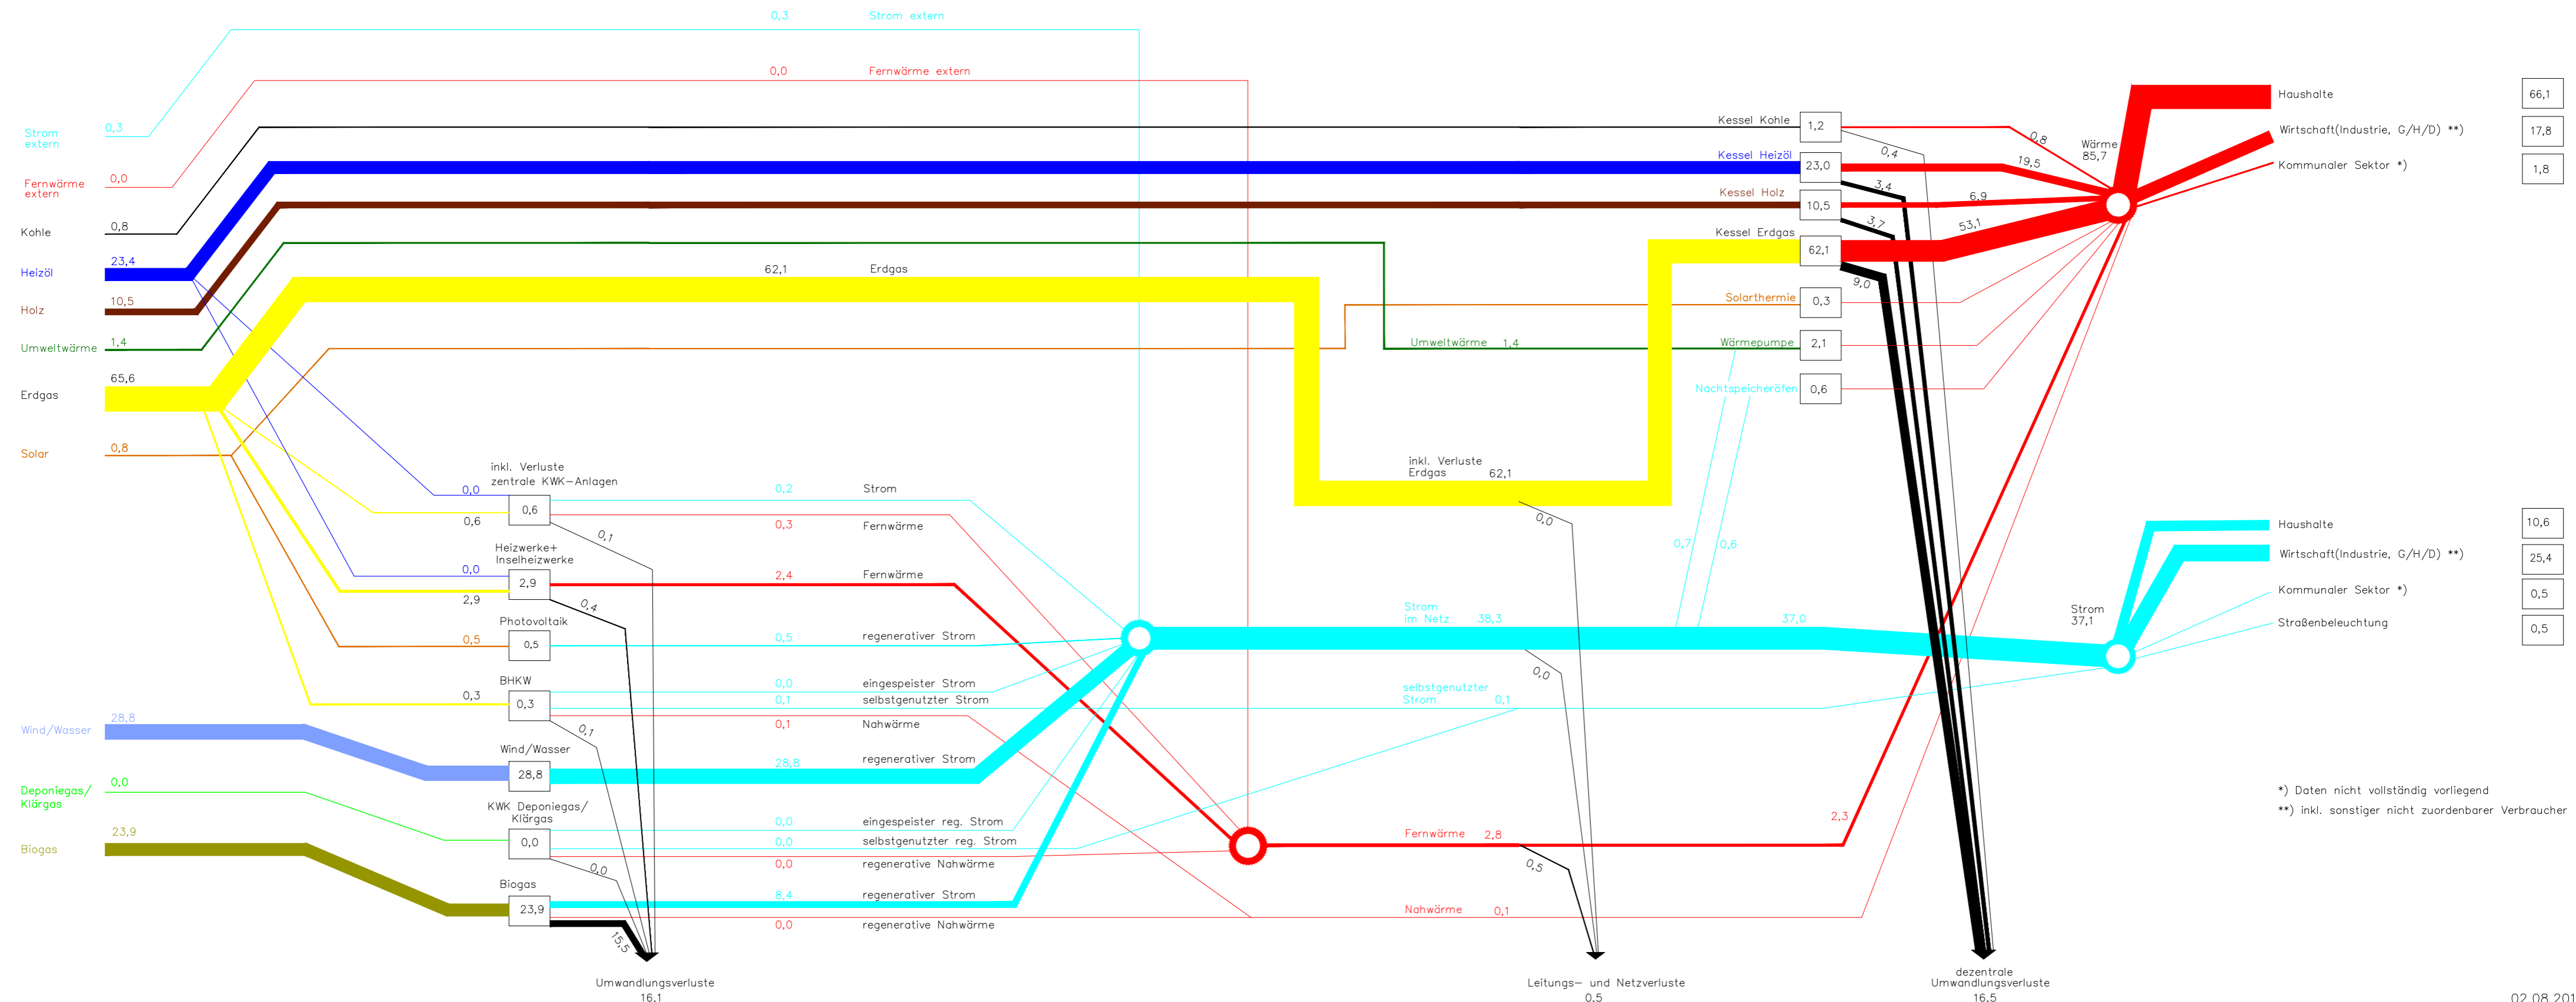 0,3 Strom extern
0,0 Fernwärme extern
Strom
extern
0,3
Fernwärme
extern
0,0
Kohle 0,8
Heizöl 23,4
Holz 10,5
Umweltwärme 1,4
Erdgas 65,6
Solar 0,8
Wind/Wasser 28,8
Deponiegas/
Klärgas
0,0
Biogas 23,9
62,1 Erdgas
inkl. Verluste
zentrale KWK-Anlagen
0,0
0,6
0,6
0,1
0,2 Strom
0,3 Fernwärme
Heizwerke+
Inselheizwerke
0,0
2,9
2,9
0,4
2,4 Fernwärme
Photovoltaik
0,5
0,5
0,5 regenerativer Strom
BHKW
0,3
0,3
0,1
0,0 eingespeister Strom
0,1 selbstgenutzter Strom
0,1 Nahwärme
Wind/Wasser
28,8
28,8 regenerativer Strom
KWK Deponiegas/
Klärgas
0,0
0,0
0,0 eingespeister reg. Strom
0,0 selbstgenutzter reg. Strom
0,0 regenerative Nahwärme
Biogas
23,9
15,5
8,4 regenerativer Strom
0,0 regenerative Nahwärme
Umwandlungsverluste
16,1
Umweltwärme 1,4
inkl. Verluste
Erdgas 62,1
0,0
Strom
im Netz 38,3
0,0
0,7
0,6
37,0
selbstgenutzter
Strom 0,1
Fernwärme 2,8
0,5
2,3
Nahwärme 0,1
Leitungs- und Netzverluste
0,5
Kessel Kohle 1,2
Kessel Heizöl 23,0
Kessel Holz 10,5
Kessel Erdgas 62,1
Solarthermie 0,3
Wärmepumpe 2,1
Nachtspeicheröfen 0,6
0,8
0,4
19,5
3,4
6,9
3,7
53,1
9,0
dezentrale
Umwandlungsverluste
16,5
Wärme
85,7
Haushalte 66,1
Wirtschaft(Industrie, G/H/D) **) 17,8
Kommunaler Sektor *) 1,8
Strom
37,1
Haushalte 10,6
Wirtschaft(Industrie, G/H/D) **) 25,4
Kommunaler Sektor *) 0,5
Straßenbeleuchtung 0,5
*) Daten nicht vollständig vorliegend
**) inkl. sonstiger nicht zuordenbarer Verbraucher
02.08.201